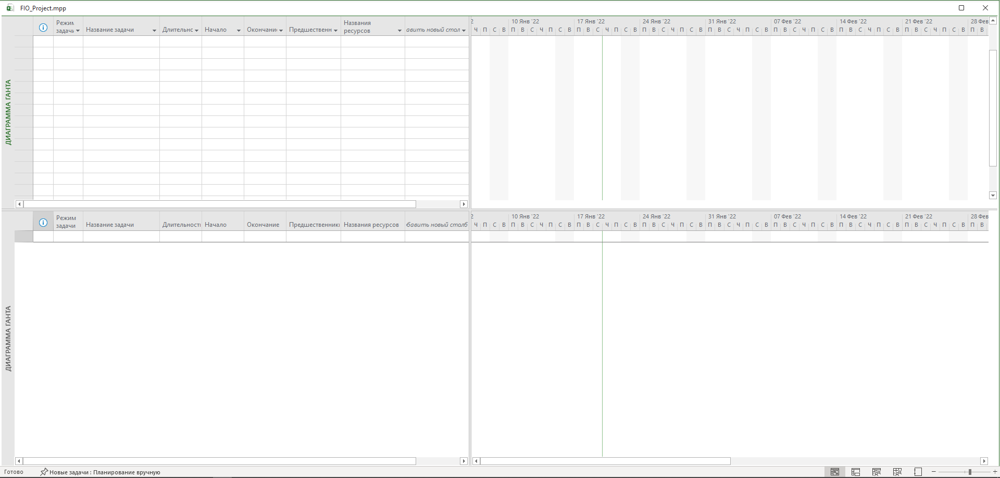 FIO_Project.mpp
Режим задачи Название задачи Длительнс Начало Окончание Предшественн Названия ресурсов авить новый стол
2 10 Янв '22 17 Янв '22 24 Янв '22 31 Янв '22 07 Фев '22 14 Фев '22 21 Фев '22 28 Фев
Ч П С В П В С Ч П С В П В С Ч П С В П В С Ч П С В П В С Ч П С В П В С Ч П С В П В С Ч П С В П В С Ч П С В П В
ДИАГРАММА ГАНТА
Режим задачи Название задачи Длительності Начало Окончание Предшественники Названия ресурсов бавить новый столб
2 10 Янв '22 17 Янв '22 24 Янв '22 31 Янв '22 07 Фев '22 14 Фев '22 21 Фев '22 28 Фев
Ч П С В П В С Ч П С В П В С Ч П С В П В С Ч П С В П В С Ч П С В П В С Ч П С В П В С Ч П С В П В С Ч П С В П В
ДИАГРАММА ГАНТА
Готово Новые задачи : Планирование вручную